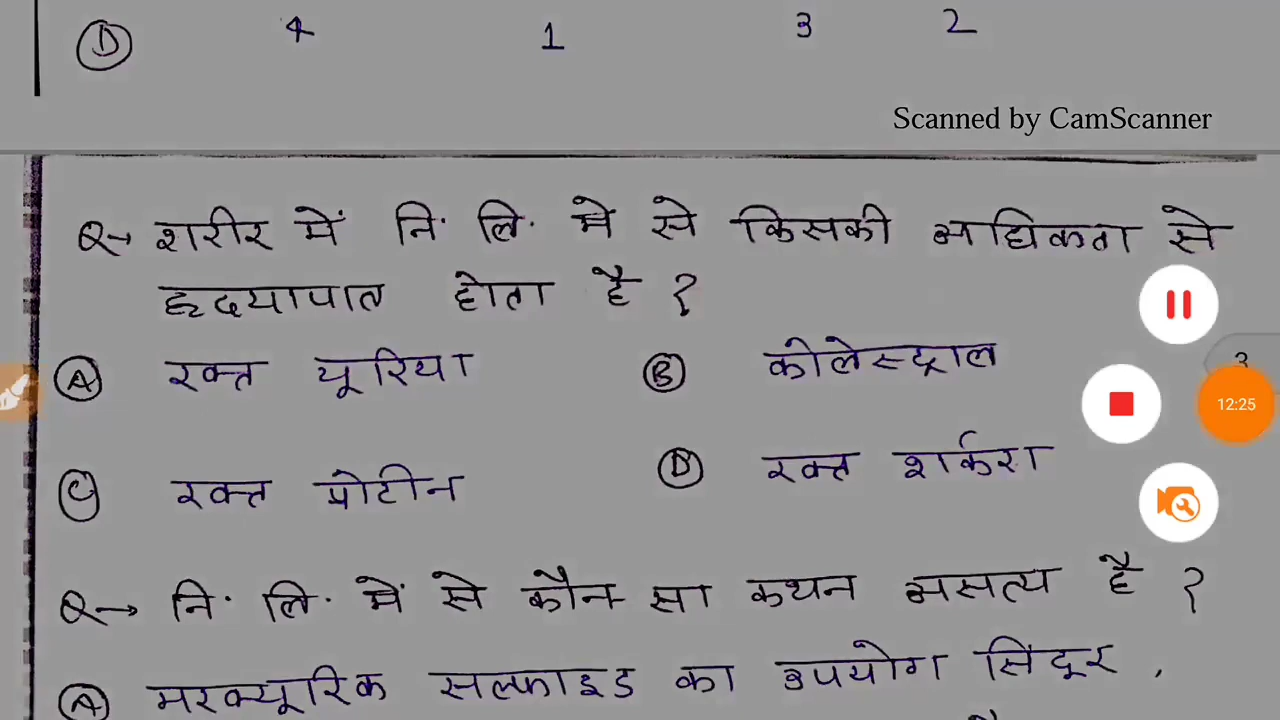 D 4 1 3 2
Scanned by CamScanner
Q→ शरीर में नि. लि. में से किसकी अधिकता से
हृदयापात होता है ?
A रक्त यूरिया B कोलेस्ट्राल
3
12:25
C रक्त प्रोटीन D रक्त शर्करा
Q→ नि. लि. में से कौन सा कथन असत्य है ?
A मरक्यूरिक सल्फाइड का उपयोग सिंदूर ,